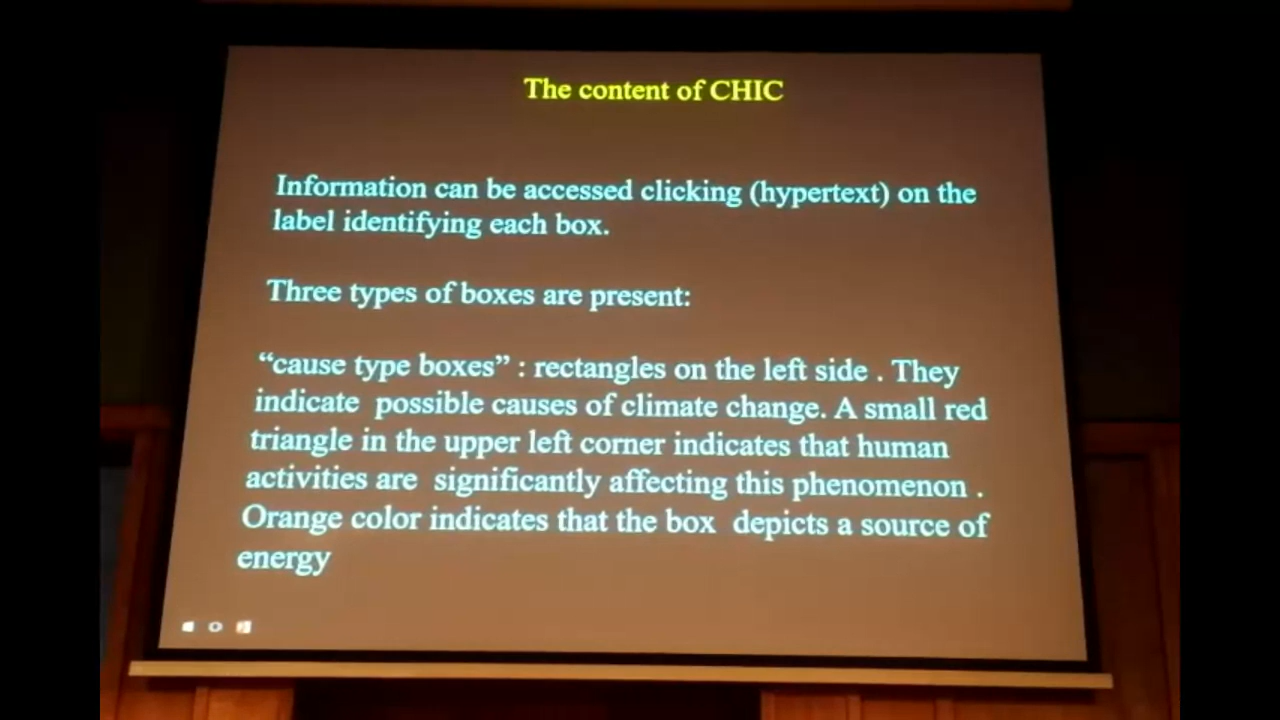 The content of CHIC
Information can be accessed clicking (hypertext) on the
label identifying each box.
Three types of boxes are present:
“cause type boxes” : rectangles on the left side . They
indicate  possible causes of climate change. A small red
triangle in the upper left corner indicates that human
activities are  significantly affecting this phenomenon .
Orange color indicates that the box  depicts a source of
energy